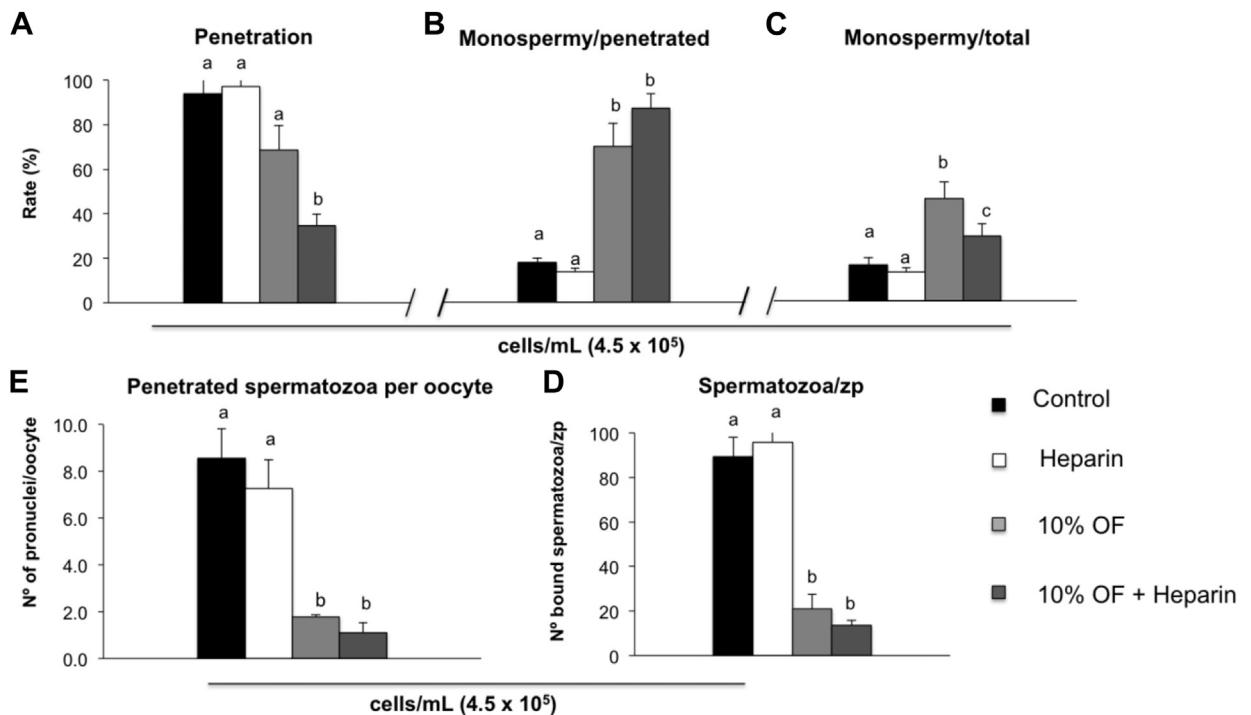 A
Penetration
B
Monospermy/penetrated
C
Monospermy/total
Rate (%)
100
80
60
40
20
0
a
a
a
b
a
a
b
b
a
a
b
c
cells/mL (4.5 x 10⁵)
E
Penetrated spermatozoa per oocyte
Nº of pronuclei/oocyte
10.0
8.0
6.0
4.0
2.0
0.0
a
a
b
b
D
Spermatozoa/zp
Nº bound spermatozoa/zp
100
80
60
40
20
0
a
a
b
b
cells/mL (4.5 x 10⁵)
Control
Heparin
10% OF
10% OF + Heparin